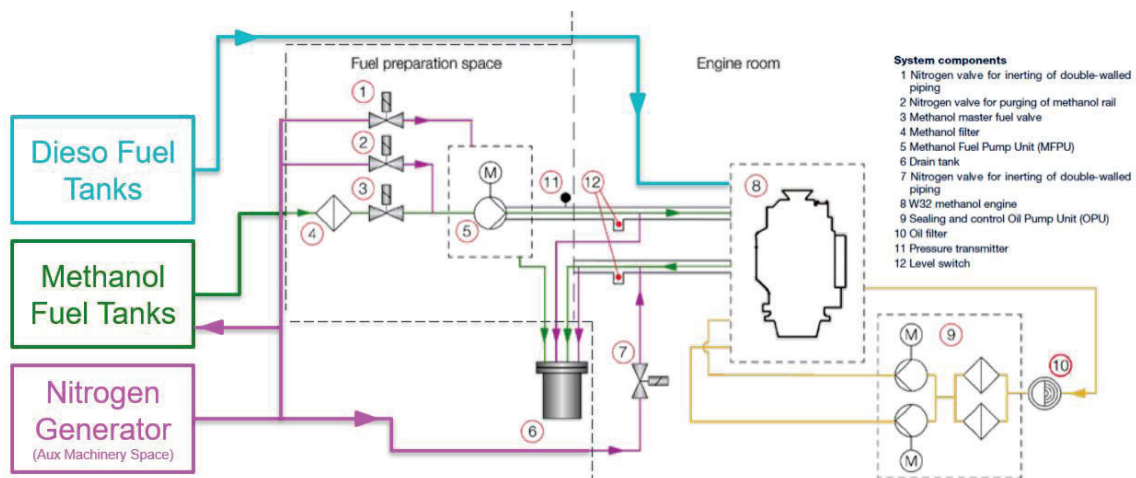 Fuel preparation space
Engine room
System components
1 Nitrogen valve for inerting of double-walled
piping
2 Nitrogen valve for purging of methanol rail
3 Methanol master fuel valve
4 Methanol filter
5 Methanol Fuel Pump Unit (MFPU)
6 Drain tank
7 Nitrogen valve for inerting of double-walled
piping
8 W32 methanol engine
9 Sealing and control Oil Pump Unit (OPU)
10 Oil filter
11 Pressure transmitter
12 Level switch
Dieso Fuel
Tanks
Methanol
Fuel Tanks
Nitrogen
Generator
(Aux Machinery Space)
1
2
3
4
M
5
11
12
8
6
7
M
9
10
M